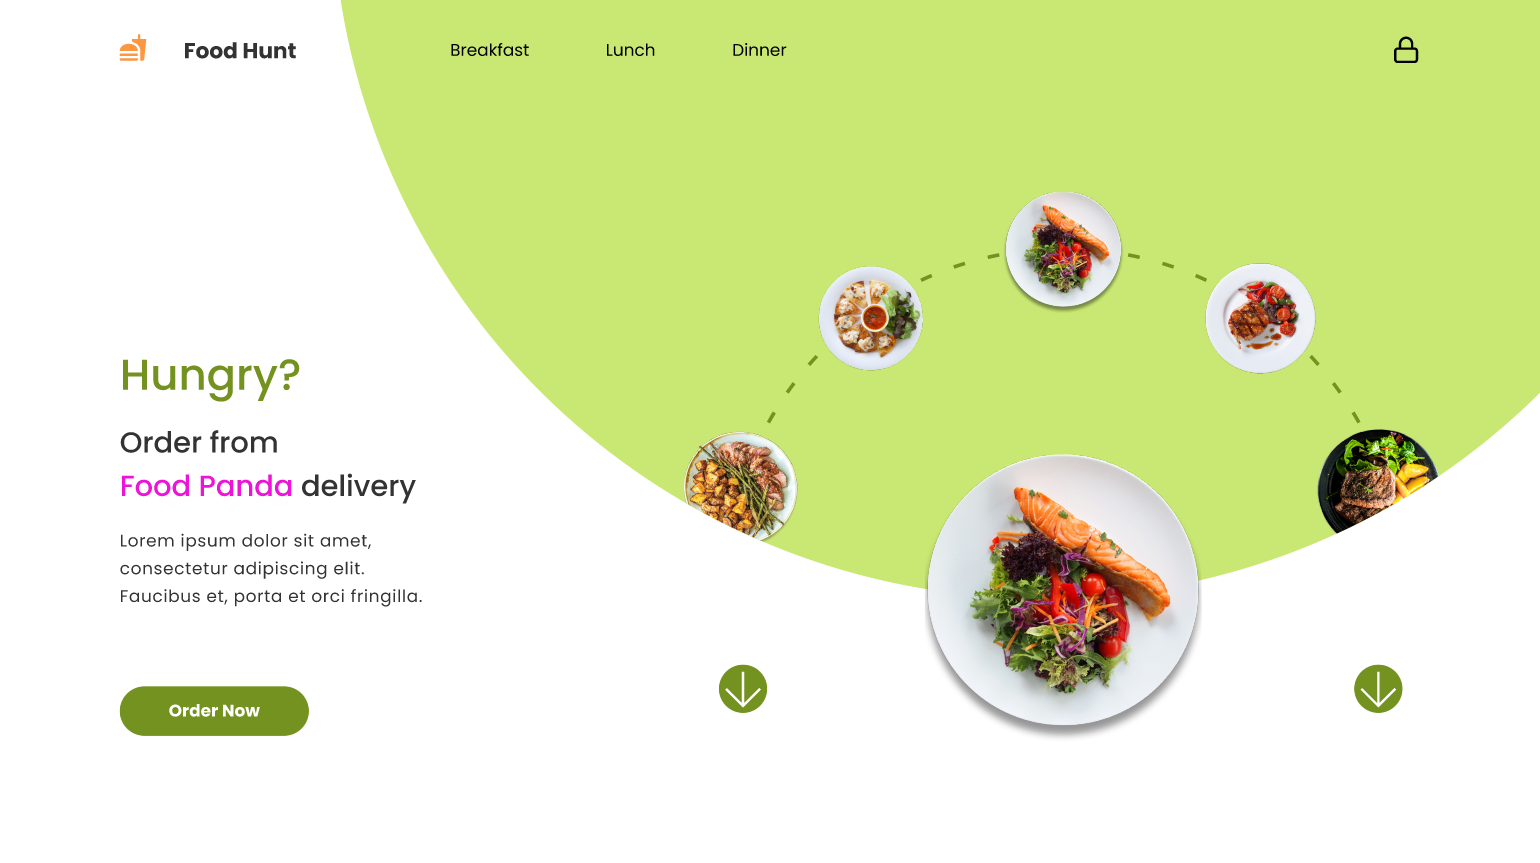 Food Hunt
Breakfast
Lunch
Dinner
Hungry?
Order from
Food Panda delivery
Lorem ipsum dolor sit amet,
consectetur adipiscing elit.
Faucibus et, porta et orci fringilla.
Order Now